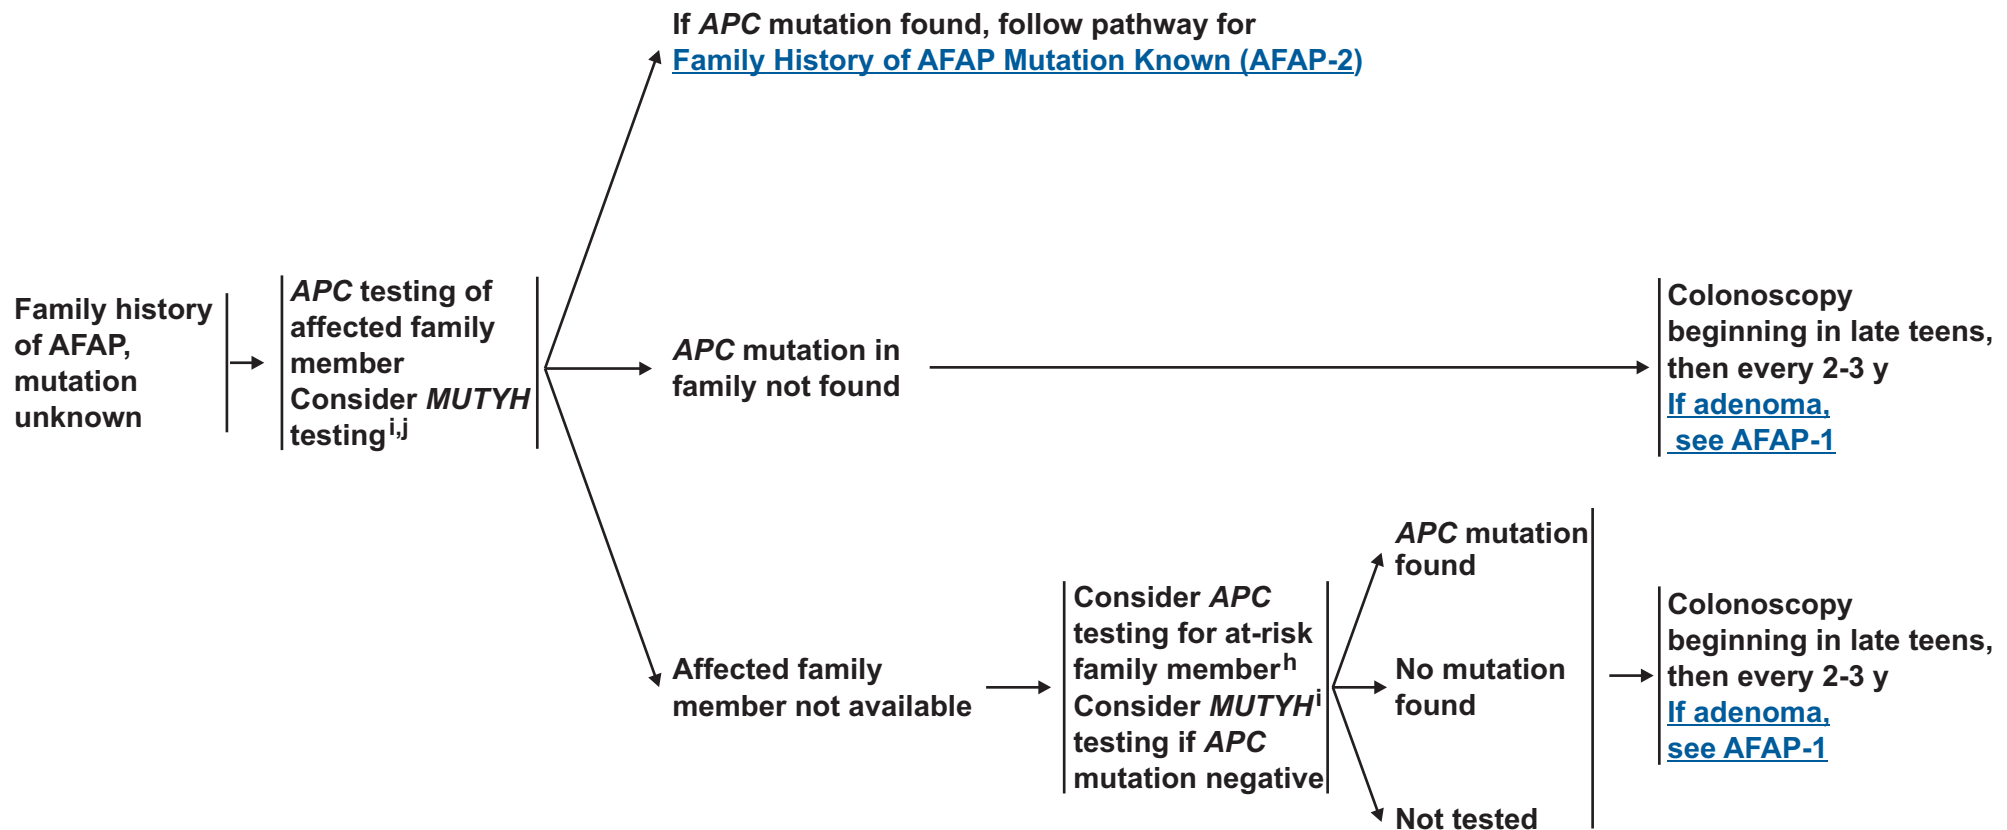 If APC mutation found, follow pathway for
Family History of AFAP Mutation Known (AFAP-2)
Family history
of AFAP,
mutation
unknown
APC testing of
affected family
member
Consider MUTYH
testing i,j
APC mutation in
family not found
Colonoscopy
beginning in late teens,
then every 2-3 y
If adenoma,
see AFAP-1
Affected family
member not available
Consider APC
testing for at-risk
family member h
Consider MUTYH i
testing if APC
mutation negative
APC mutation
found
No mutation
found
Not tested
Colonoscopy
beginning in late teens,
then every 2-3 y
If adenoma,
see AFAP-1